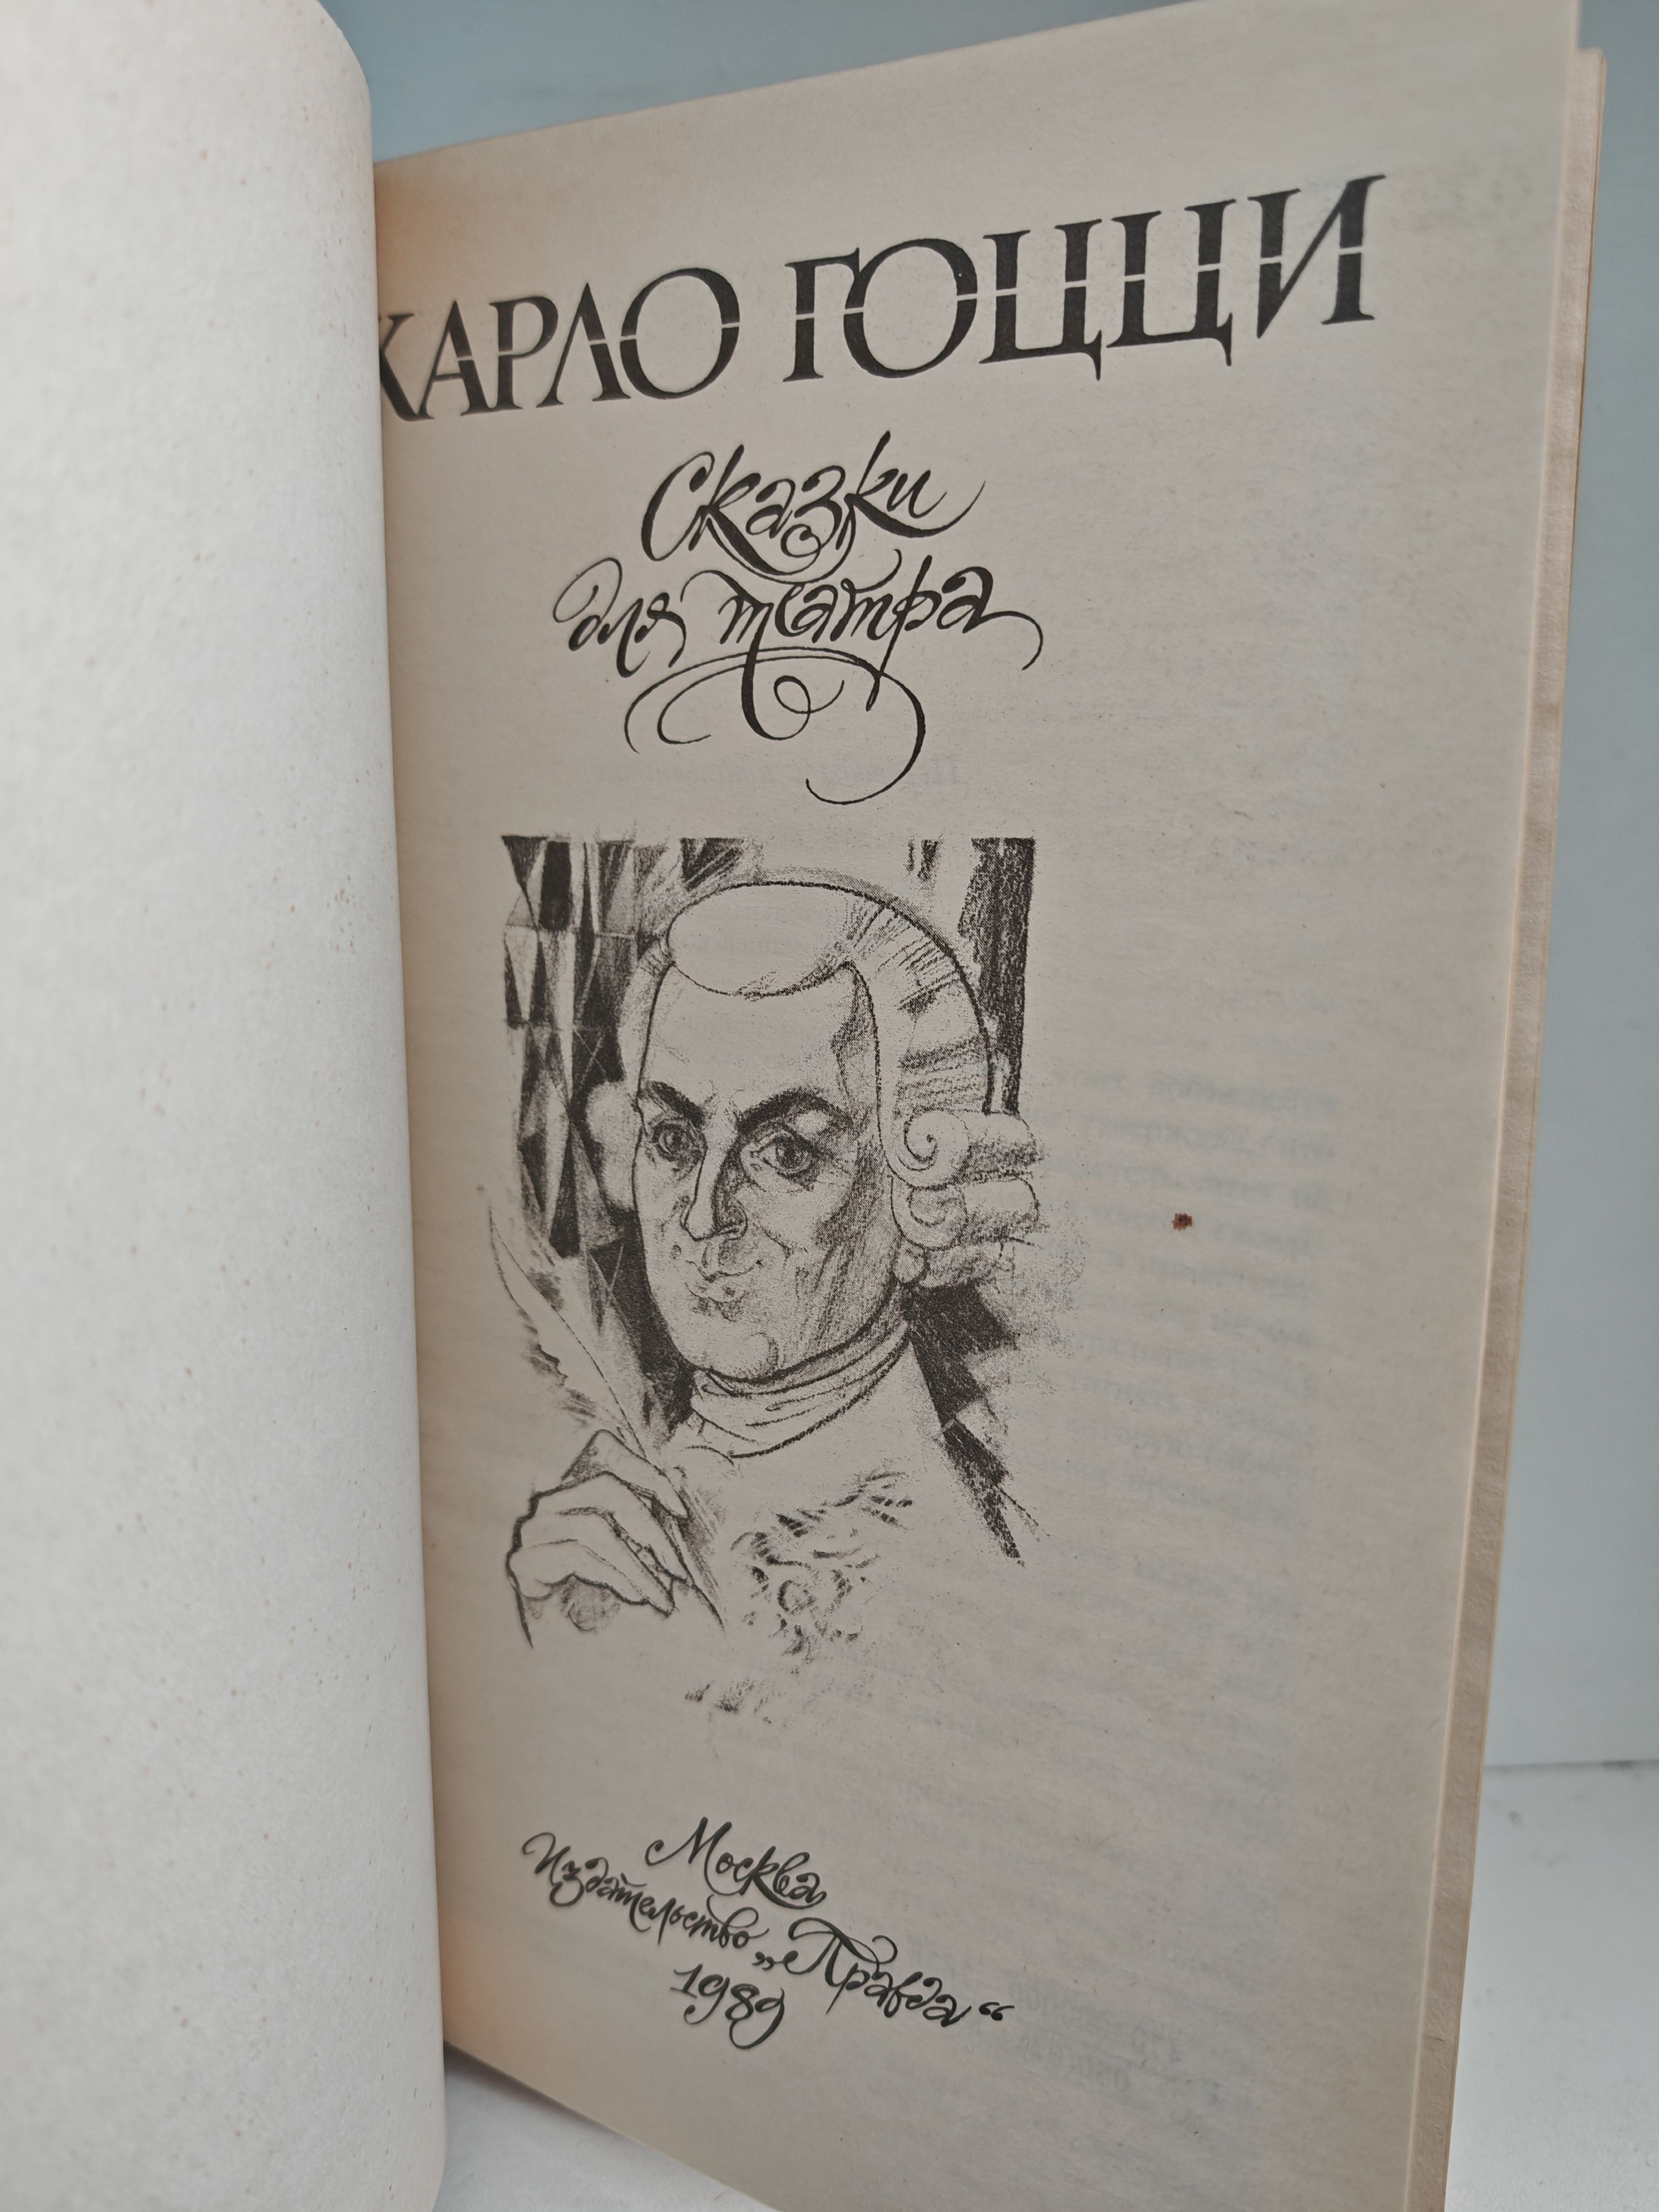 КАРЛО ГОЦЦИ
Сказки
для театра
Москва
Издательство „Правда“
1989